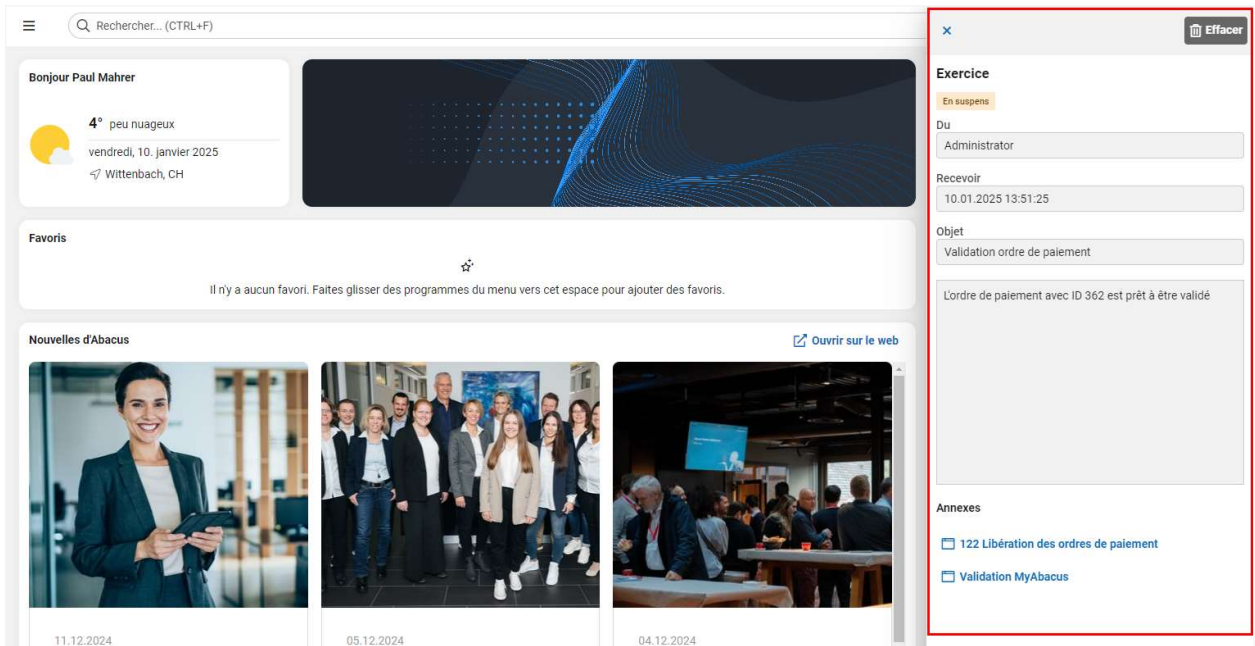 Rechercher... (CTRL+F)
Bonjour Paul Mahrer
4° peu nuageux
vendredi, 10. janvier 2025
Wittenbach, CH
Favoris
Il n'y a aucun favori. Faites glisser des programmes du menu vers cet espace pour ajouter des favoris.
Nouvelles d'Abacus
Ouvrir sur le web
11.12.2024
05.12.2024
04.12.2024
Effacer
Exercice
En suspens
Du
Administrator
Recevoir
10.01.2025 13:51:25
Objet
Validation ordre de paiement
L'ordre de paiement avec ID 362 est prêt à être validé
Annexes
122 Libération des ordres de paiement
Validation MyAbacus